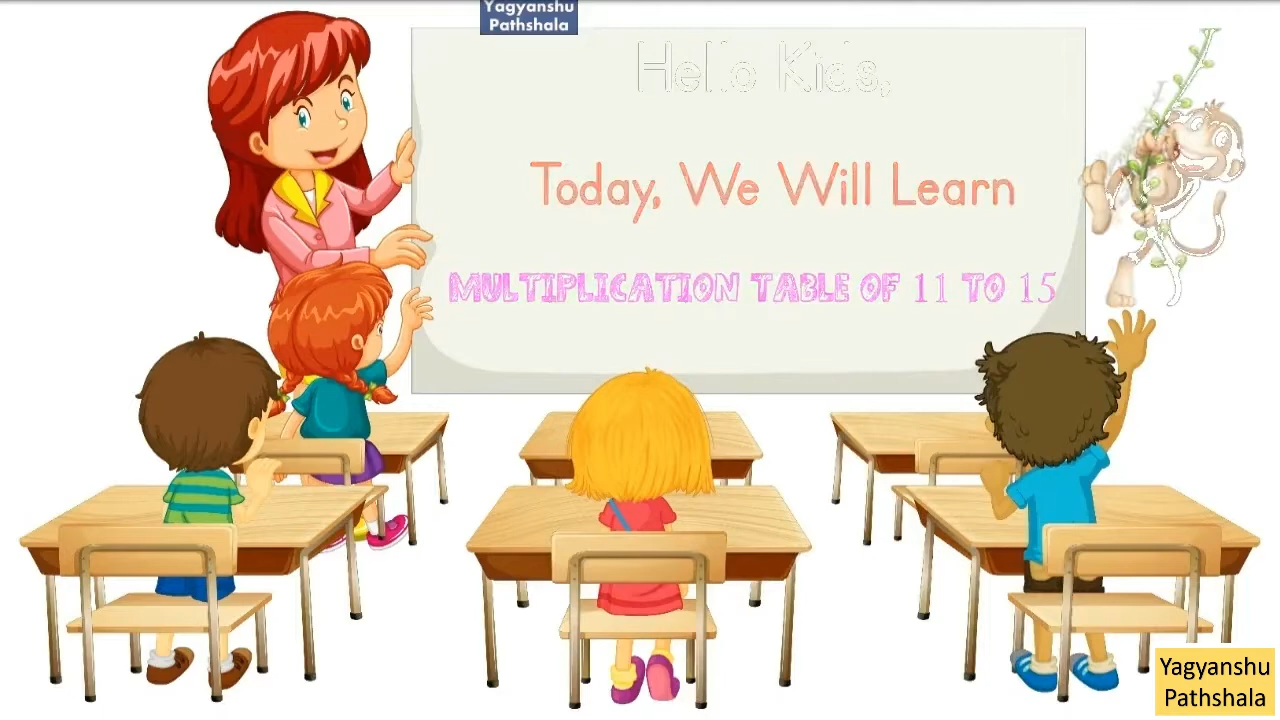 Yagyanshu
Pathshala
Hello Kids,
Today, We Will Learn
MULTIPLICATION TABLE OF 11 TO 15
Yagyanshu
Pathshala